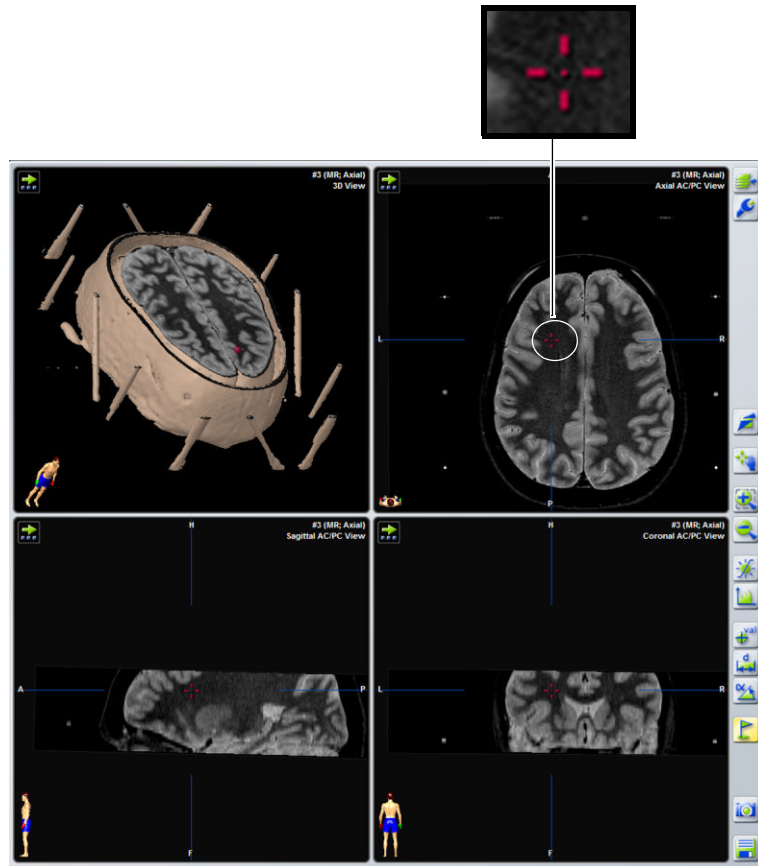 #3 (MR; Axial)
3D View
#3 (MR; Axial)
Axial AC/PC View
A
L
R
P
#3 (MR; Axial)
Sagittal AC/PC View
H
A
P
F
#3 (MR; Axial)
Coronal AC/PC View
H
L
R
F
val
d
α